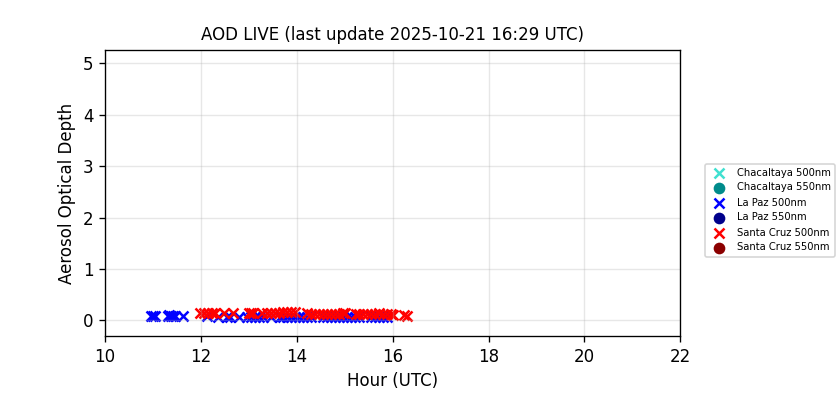 AOD LIVE (last update 2025-10-21 16:29 UTC)
Aerosol Optical Depth
5
4
3
2
1
0
10 12 14 16 18 20 22
Hour (UTC)
Chacaltaya 500nm
Chacaltaya 550nm
La Paz 500nm
La Paz 550nm
Santa Cruz 500nm
Santa Cruz 550nm